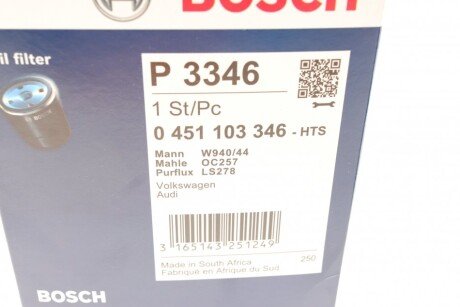 BOSCH
il filter
P 3346
1 St/Pc
0 451 103 346 - HTS
Mann W940/44
Mahle OC257
Purflux LS278
Volkswagen
Audi
3 165143 251249
Made in South Africa 250
Fabriqué en Afrique du Sud
BOSCH